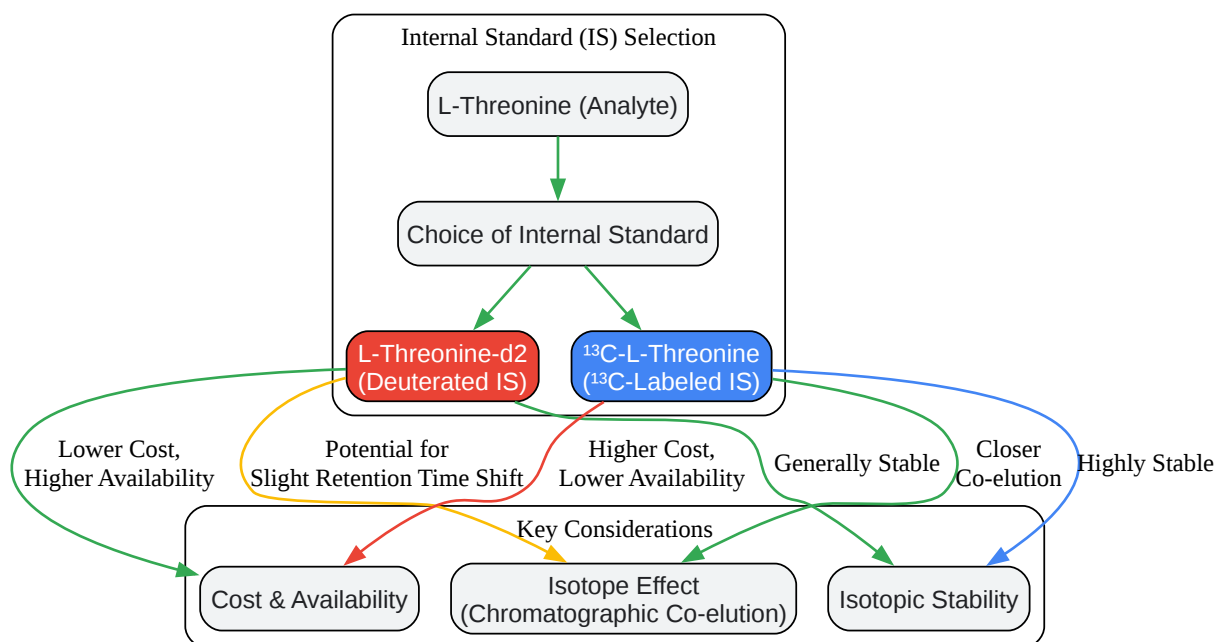 Internal Standard (IS) Selection
L-Threonine (Analyte)
Choice of Internal Standard
L-Threonine-d2
(Deuterated IS)
¹³C-L-Threonine
(¹³C-Labeled IS)
Lower Cost,
Higher Availability
Potential for
Slight Retention Time Shift
Higher Cost,
Lower Availability
Generally Stable
Closer
Co-elution
Highly Stable
Key Considerations
Cost & Availability
Isotope Effect
(Chromatographic Co-elution)
Isotopic Stability